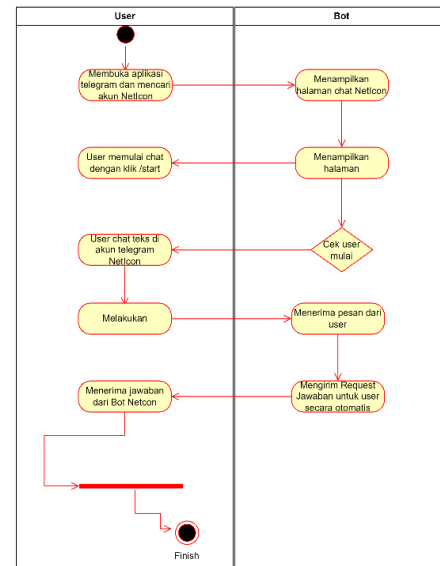 User
Bot
Membuka aplikasi
telegram dan mencari
akun NetIcon
Menampilkan
halaman chat NetIcon
User memulai chat
dengan klik /start
Menampilkan
halaman
User chat teks di
akun telegram
NetIcon
Cek user
mulai
Melakukan
Menerima pesan dari
user
Menerima jawaban
dari Bot Netcon
Mengirim Request
Jawaban untuk user
secara otomatis
Finish